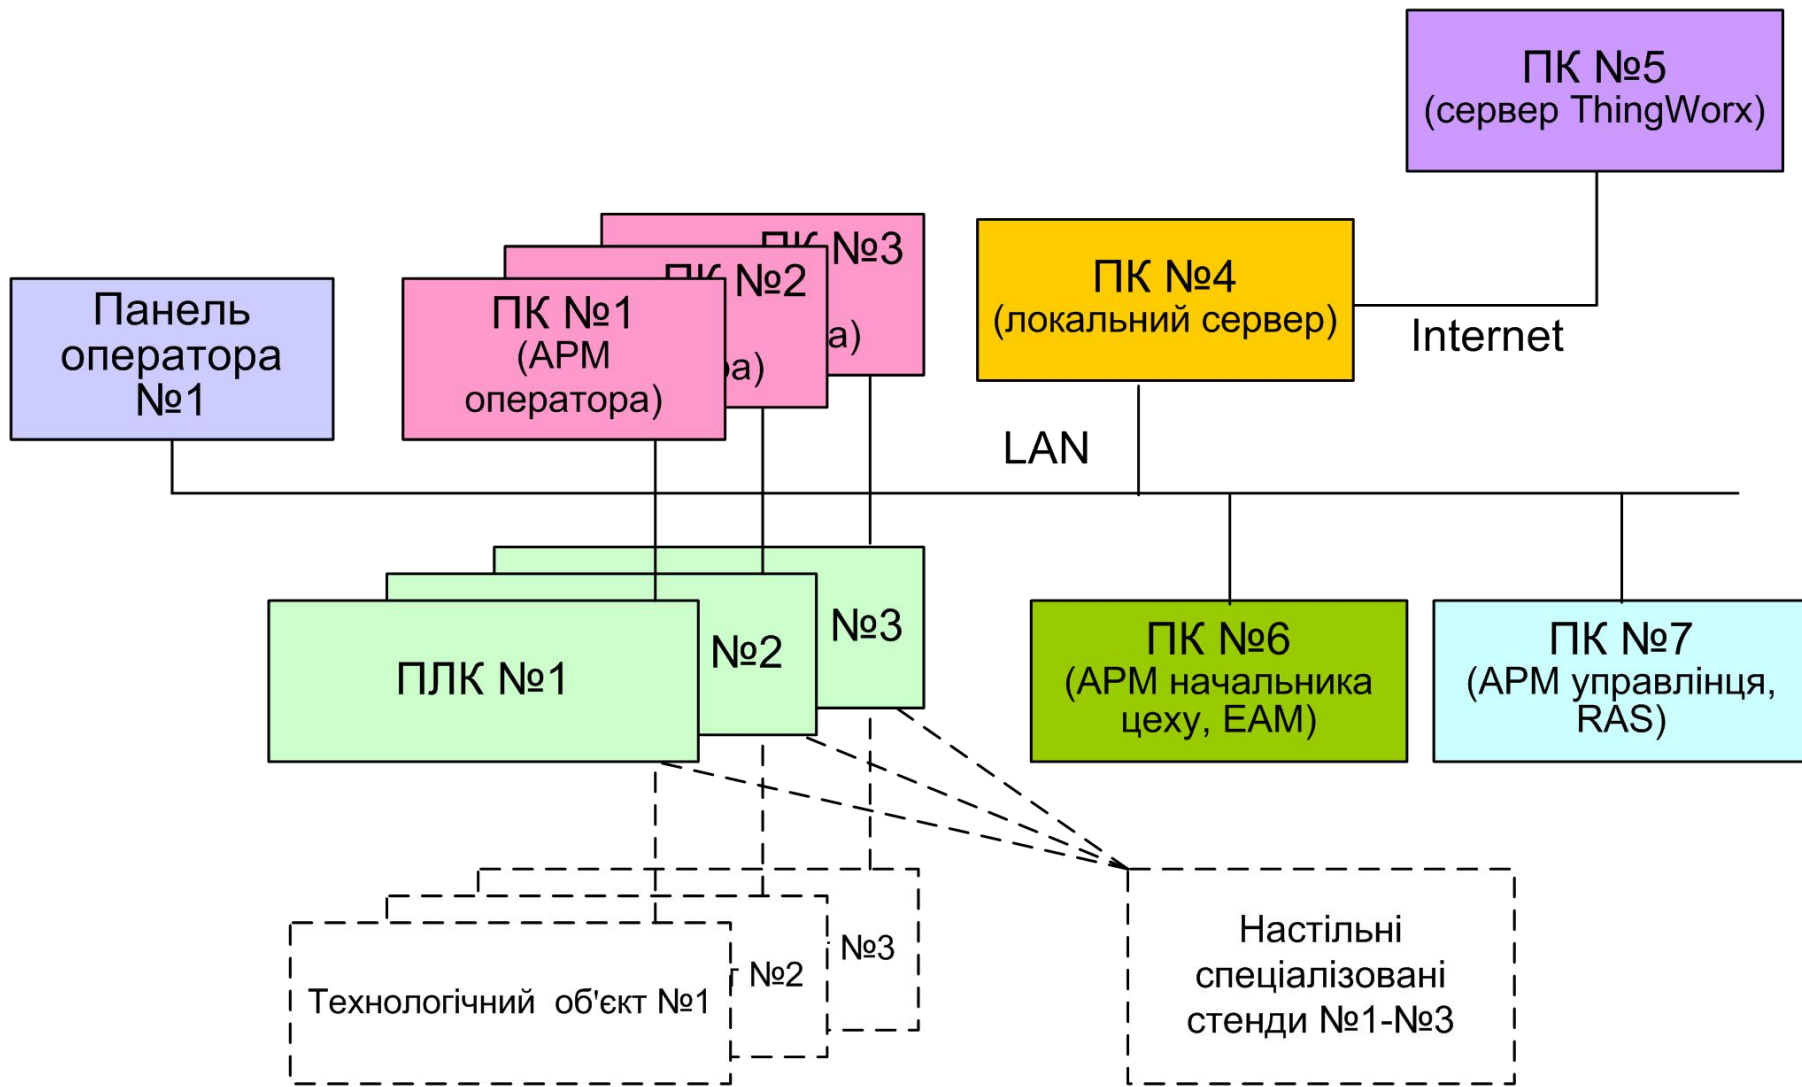 ПК №5
(сервер ThingWorx)
ПК №3
а)
ПК №2
ра)
ПК №1
(АРМ
оператора)
Панель
оператора
№1
ПК №4
(локальний сервер)
Internet
LAN
№3
№2
ПЛК №1
ПК №6
(АРМ начальника
цеху, EAM)
ПК №7
(АРМ управлінця,
RAS)
№3
т №2
Технологічний об'єкт №1
Настільні
спеціалізовані
стенди №1-№3